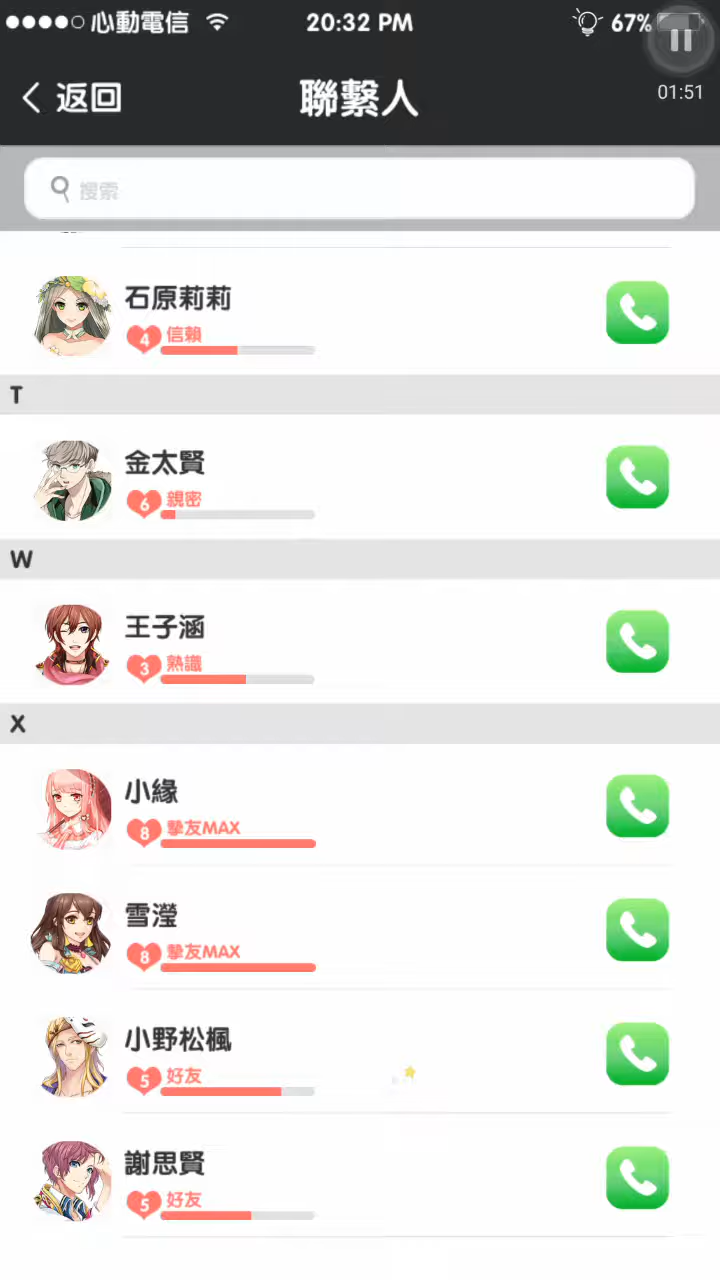 心動電信 20:32 PM 67%
返回 聯繫人 01:51
搜索
石原莉莉
4 信賴
T
金太賢
6 親密
W
王子涵
3 熟識
X
小緣
8 摯友MAX
雪瀅
8 摯友MAX
小野松楓
5 好友
謝思賢
5 好友